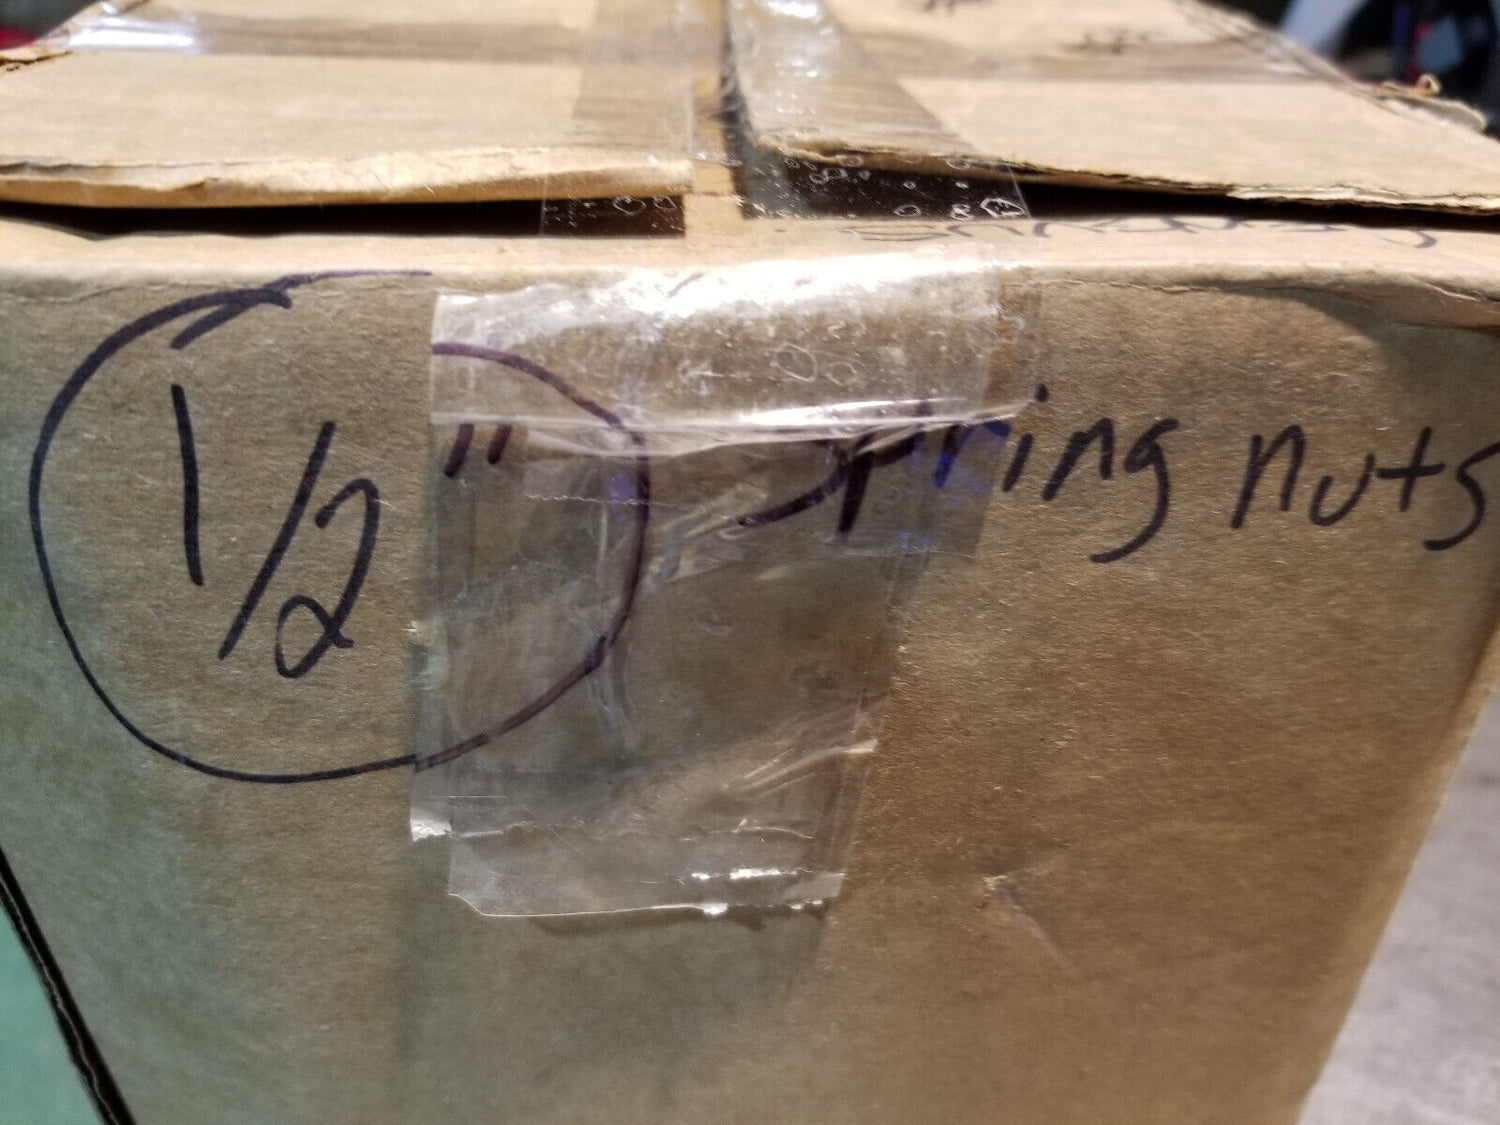 1/2" spring nuts